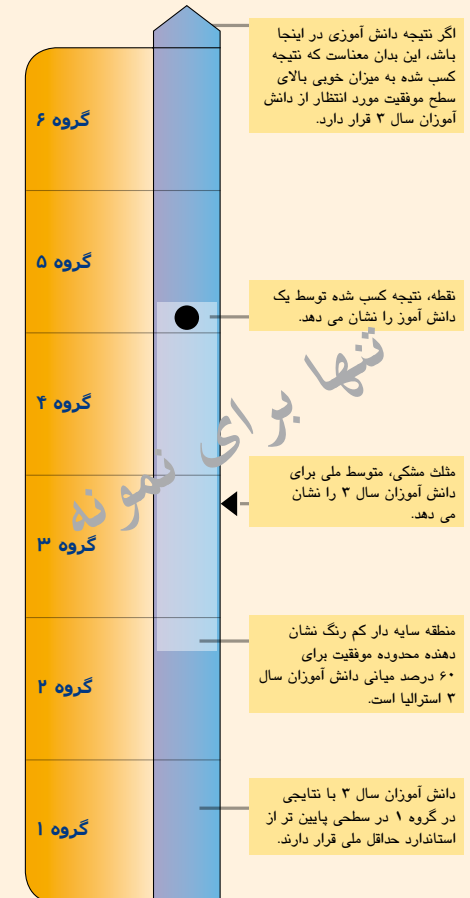 اگر نتیجه دانش آموزی در اینجا
باشد، این بدان معناست که نتیجه
کسب شده به میزان خوبی بالای
سطح موفقیت مورد انتظار از دانش
آموزان سال ۳ قرار دارد.
گروه ۶
گروه ۵
نقطه، نتیجه کسب شده توسط یک
دانش آموز را نشان می دهد.
تنها برای نمونه
گروه ۴
مثلث مشکی، متوسط ملی برای
دانش آموزان سال ۳ را نشان
می دهد.
گروه ۳
منطقه سایه دار کم رنگ نشان
دهنده محدوده موفقیت برای
۶۰ درصد میانی دانش آموزان سال
۳ استرالیا است.
گروه ۲
دانش آموزان سال ۳ با نتایجی
در گروه ۱ در سطحی پایین تر از
استاندارد حداقل ملی قرار دارند.
گروه ۱